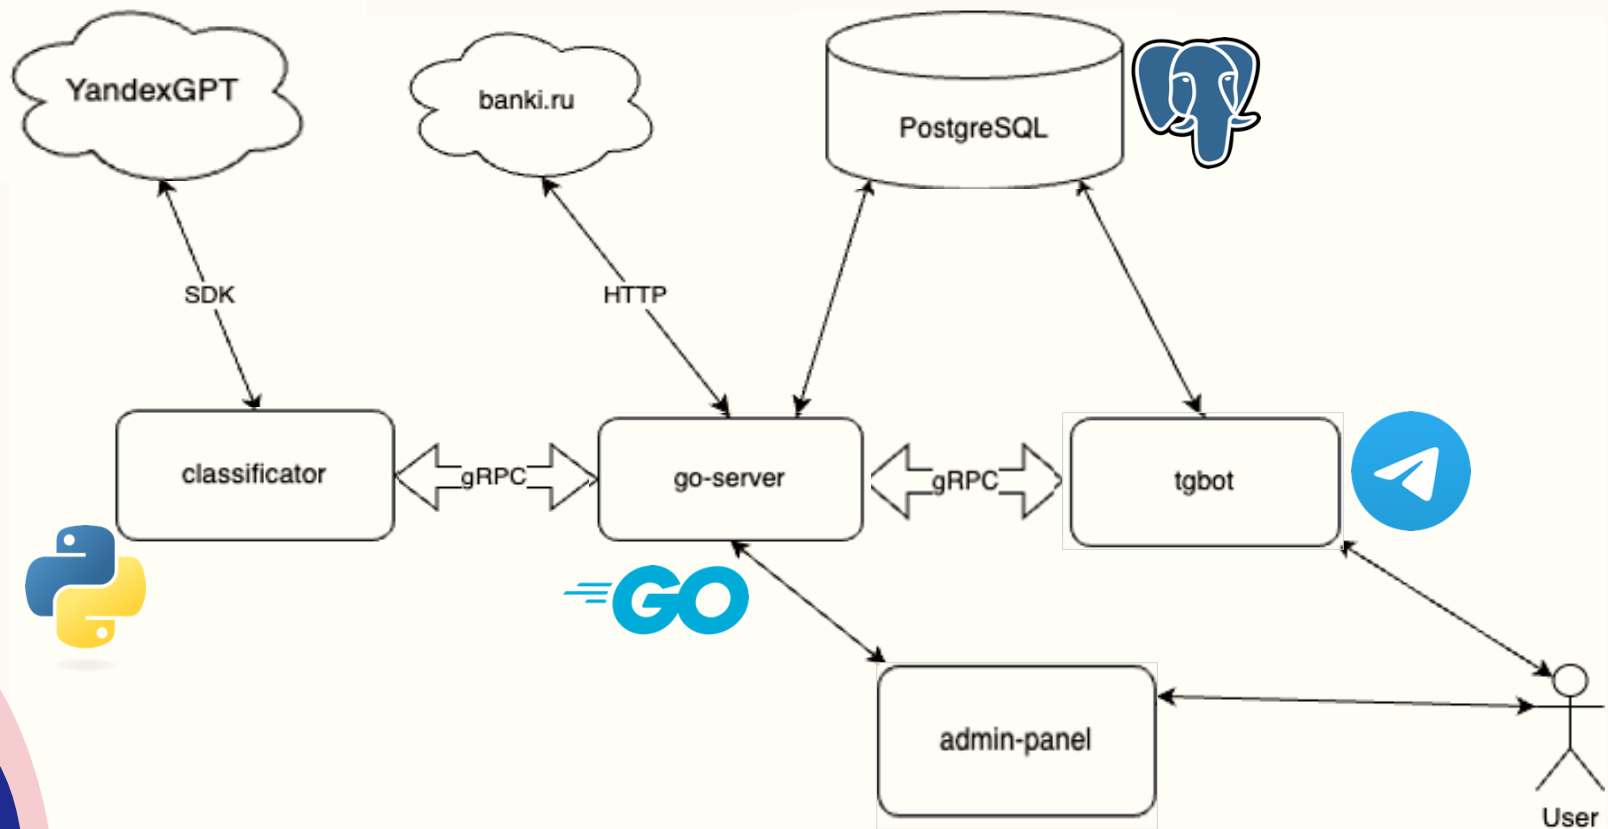 YandexGPT
banki.ru
PostgreSQL
SDK
HTTP
classificator
gRPC
go-server
gRPC
tgbot
GO
admin-panel
User